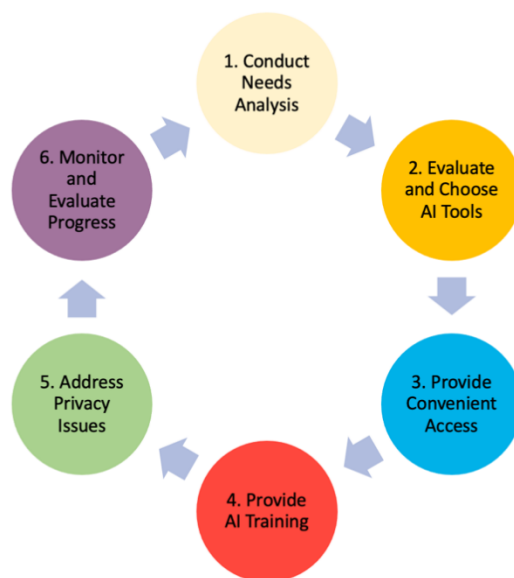 1. Conduct
Needs
Analysis
2. Evaluate
and Choose
AI Tools
3. Provide
Convenient
Access
4. Provide
AI Training
5. Address
Privacy
Issues
6. Monitor
and
Evaluate
Progress